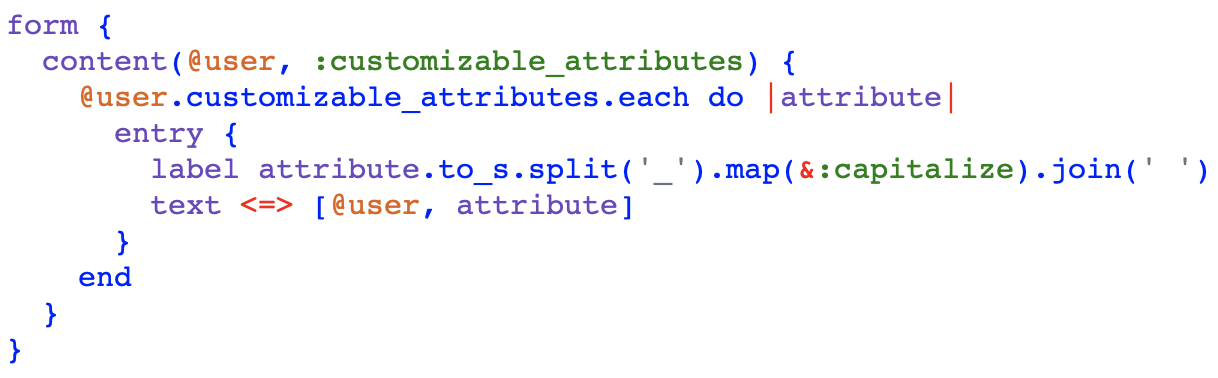 form {
  content(@user, :customizable_attributes) {
    @user.customizable_attributes.each do |attribute|
      entry {
        label attribute.to_s.split('_').map(&:capitalize).join(' ')
        text <=> [@user, attribute]
      }
    end
  }
}